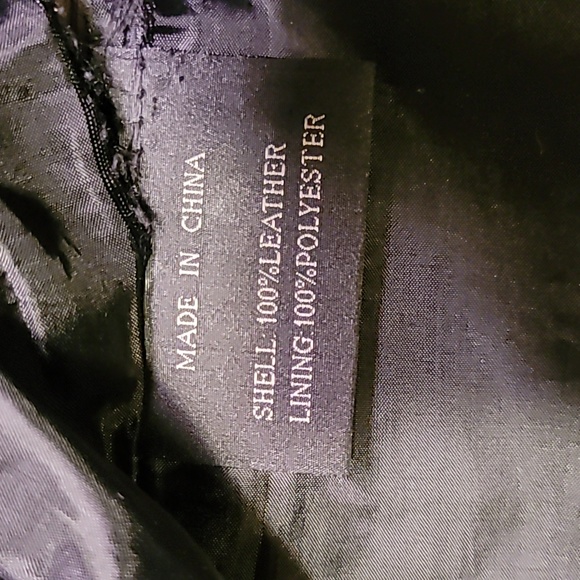 MADE IN CHINA
SHELL 100%LEATHER
LINING:100%POLYESTER